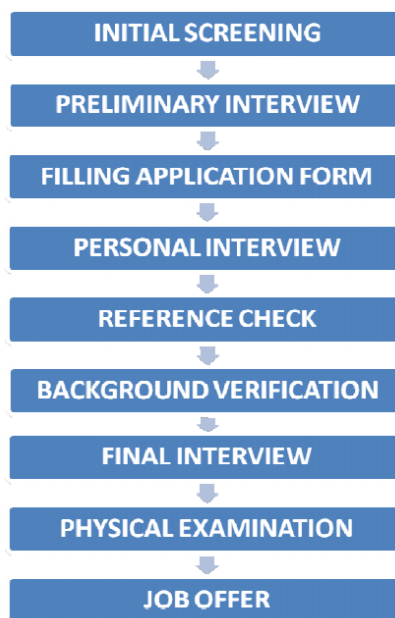 INITIAL SCREENING
PRELIMINARY INTERVIEW
FILLING APPLICATION FORM
PERSONAL INTERVIEW
REFERENCE CHECK
BACKGROUND VERIFICATION
FINAL INTERVIEW
PHYSICAL EXAMINATION
JOB OFFER